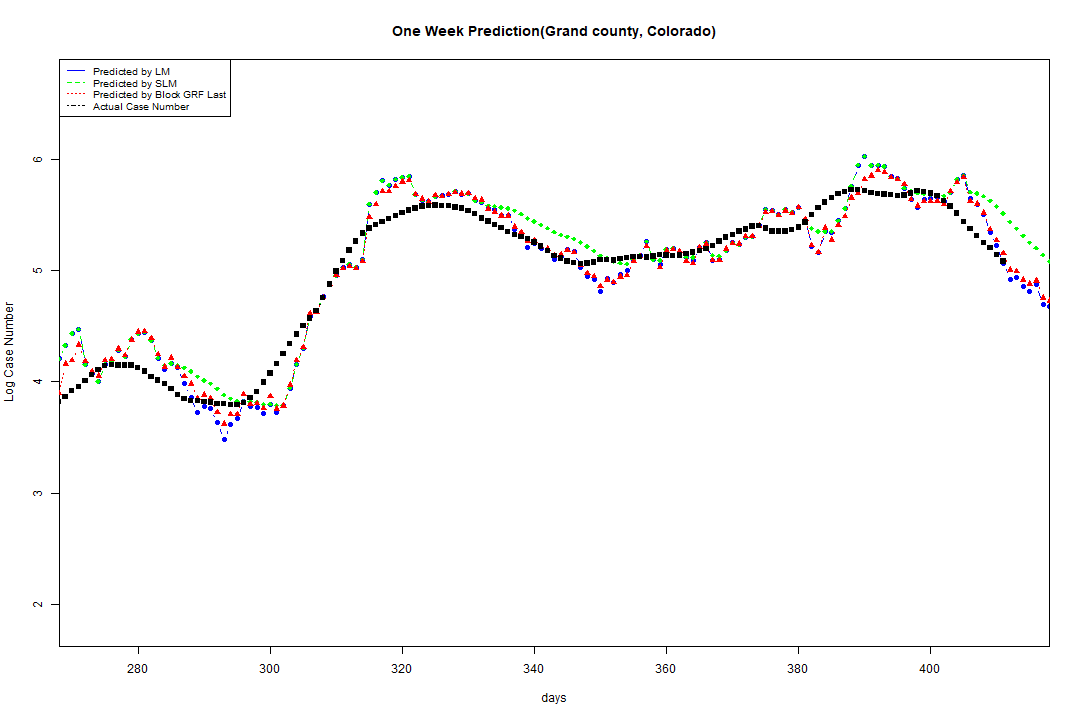 One Week Prediction(Grand county, Colorado)
Predicted by LM
Predicted by SLM
Predicted by Block GRF Last
Actual Case Number
6
5
4
3
2
Log Case Number
280 300 320 340 360 380 400
days